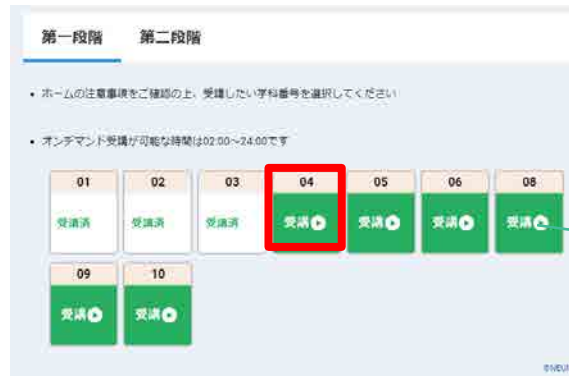 第一段階 第二段階
• ホームの注意事項をご確認の上、受講したい学科番号を選択してください
• オンデマンド受講が可能な時間は02:00~24:00です
01 02 03 04 05 06 08
受講済 受講済 受講済 受講 受講 受講 受講
09 10
受講 受講